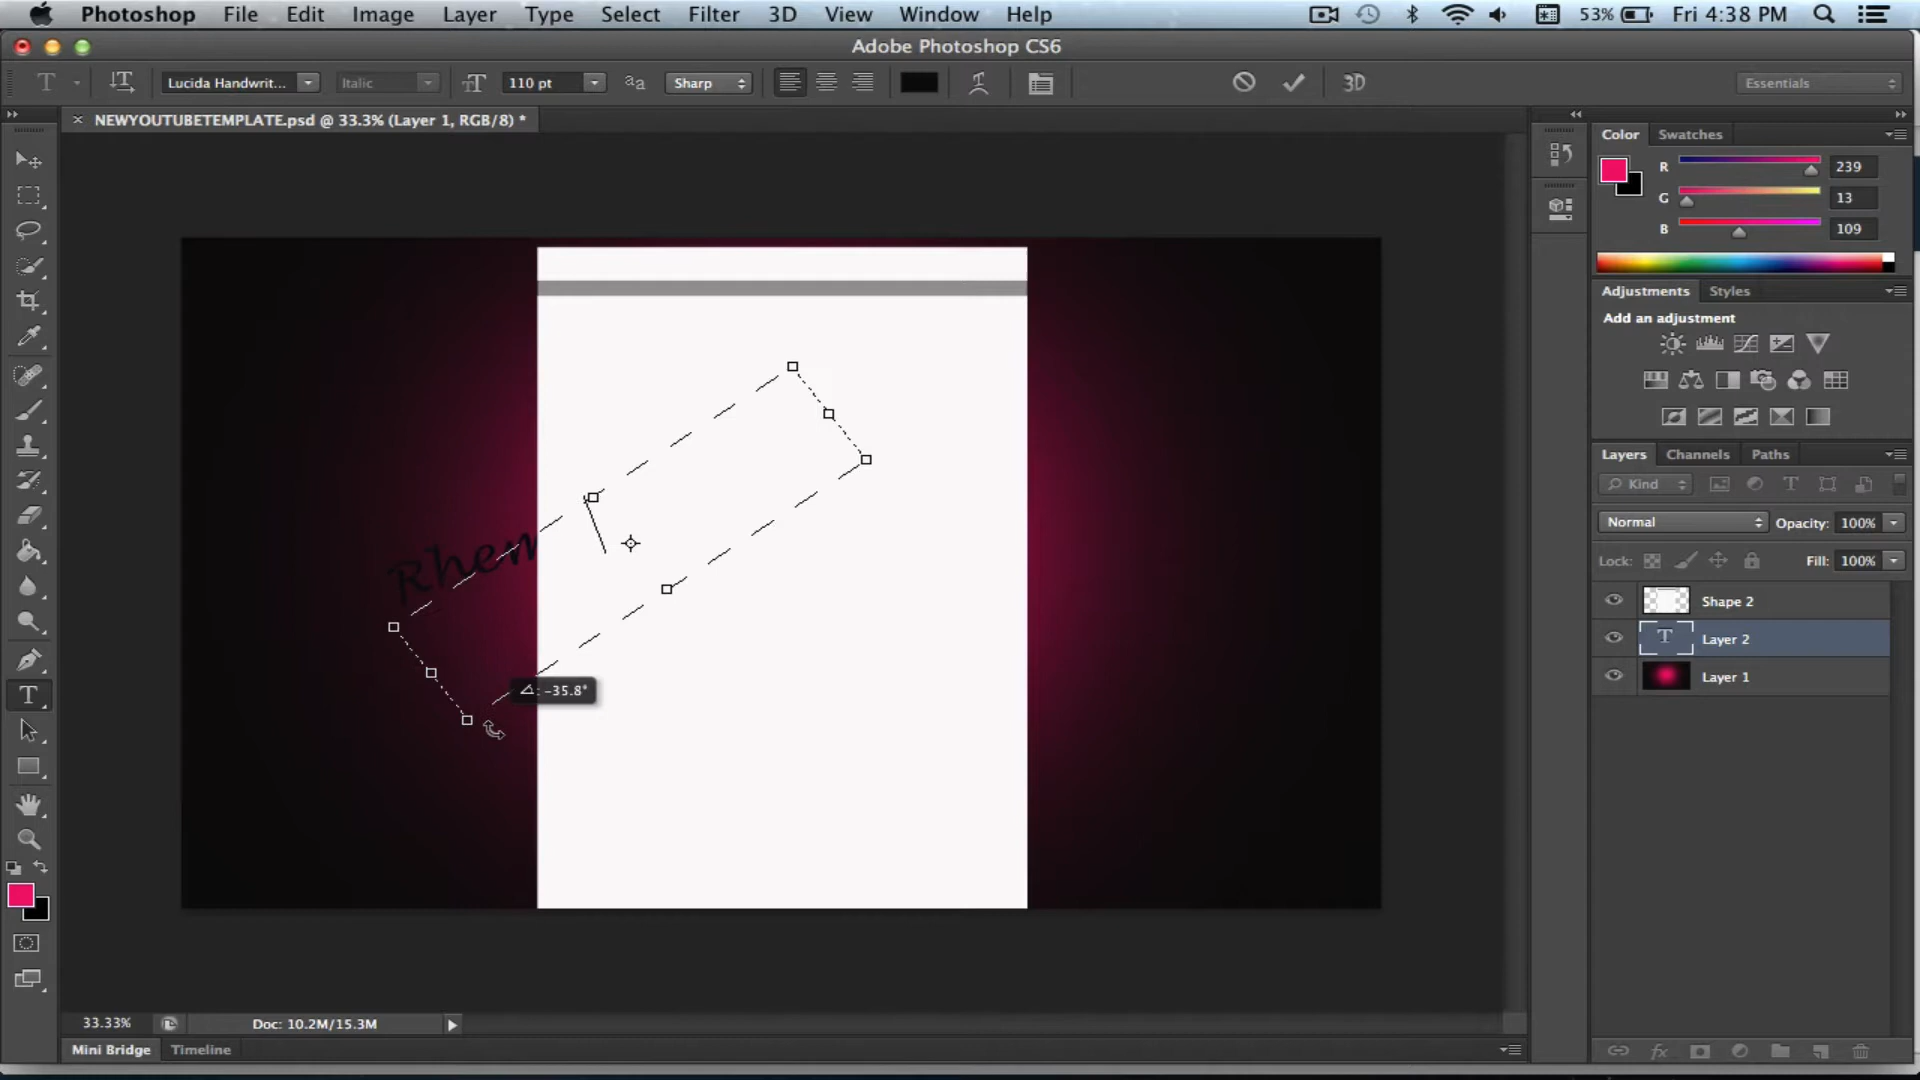 Photoshop File Edit Image Layer Type Select Filter 3D View Window Help 53% Fri 4:38 PM
Adobe Photoshop CS6
T Lucida Handwrit... Italic 110 pt aa Sharp 3D Essentials
NEWYOUTUBETEMPLATE.psd @ 33.3% (Layer 1, RGB/8) *
Color Swatches
R 239
G 13
B 109
Adjustments Styles
Add an adjustment
Layers Channels Paths
Kind
Normal Opacity: 100%
Lock: Fill: 100%
Shape 2
Layer 2
Layer 1
Rhem
: -35.8°
33.33% Doc: 10.2M/15.3M
Mini Bridge Timeline